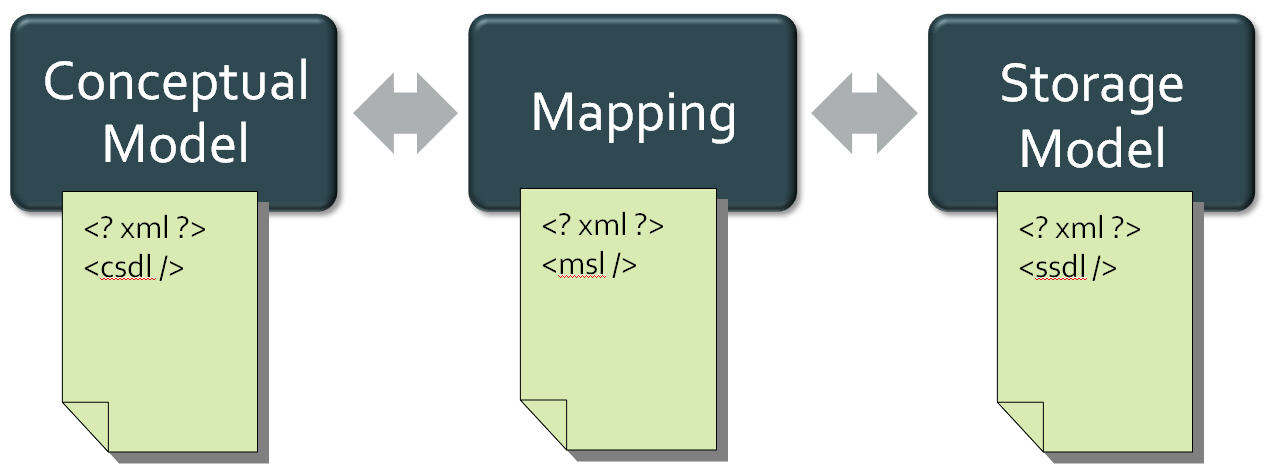 Conceptual
Model
<? xml ?>
<csdl />
Mapping
<? xml ?>
<msl />
Storage
Model
<? xml ?>
<ssdl />